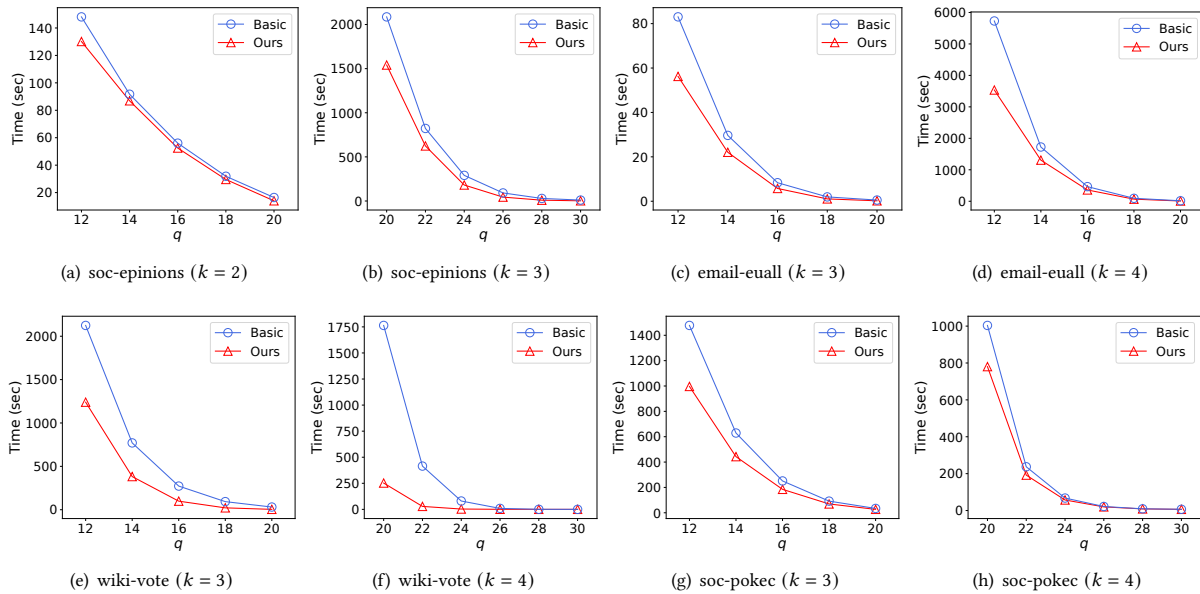 140
120
100
80
60
40
20
Time (sec)
Basic
Ours
12 14 16 18 20
q
(a) soc-epinions (k = 2)
2000
1500
1000
500
0
Time (sec)
Basic
Ours
20 22 24 26 28 30
q
(b) soc-epinions (k = 3)
80
60
40
20
0
Time (sec)
Basic
Ours
12 14 16 18 20
q
(c) email-euall (k = 3)
6000
5000
4000
3000
2000
1000
0
Time (sec)
Basic
Ours
12 14 16 18 20
q
(d) email-euall (k = 4)
2000
1500
1000
500
0
Time (sec)
Basic
Ours
12 14 16 18 20
q
(e) wiki-vote (k = 3)
1750
1500
1250
1000
750
500
250
0
Time (sec)
Basic
Ours
20 22 24 26 28 30
q
(f) wiki-vote (k = 4)
1400
1200
1000
800
600
400
200
0
Time (sec)
Basic
Ours
12 14 16 18 20
q
(g) soc-pokec (k = 3)
1000
800
600
400
200
0
Time (sec)
Basic
Ours
20 22 24 26 28 30
q
(h) soc-pokec (k = 4)